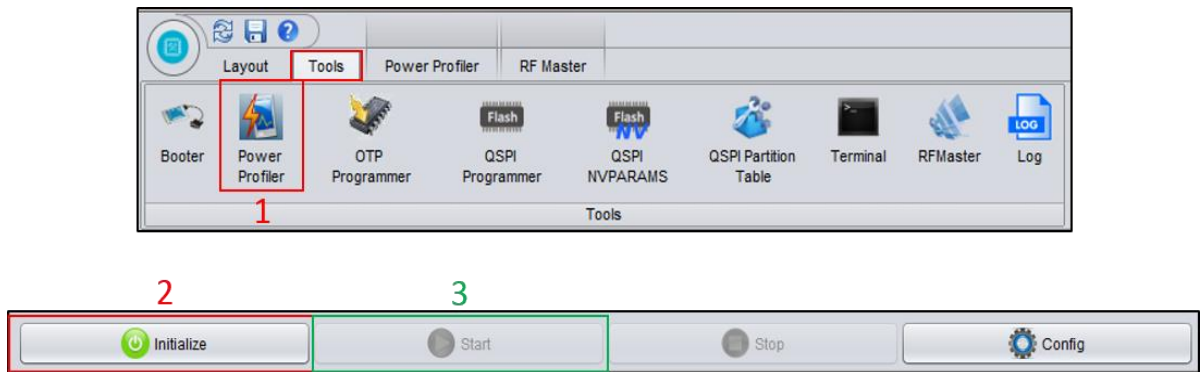 ?
Layout Tools Power Profiler RF Master
Flash Flash LOG
NV
Booter Power OTP QSPI QSPI QSPI Partition Terminal RFMaster Log
Profiler Programmer Programmer NVPARAMS Table
1
Tools
2 3
Initialize Start Stop Config